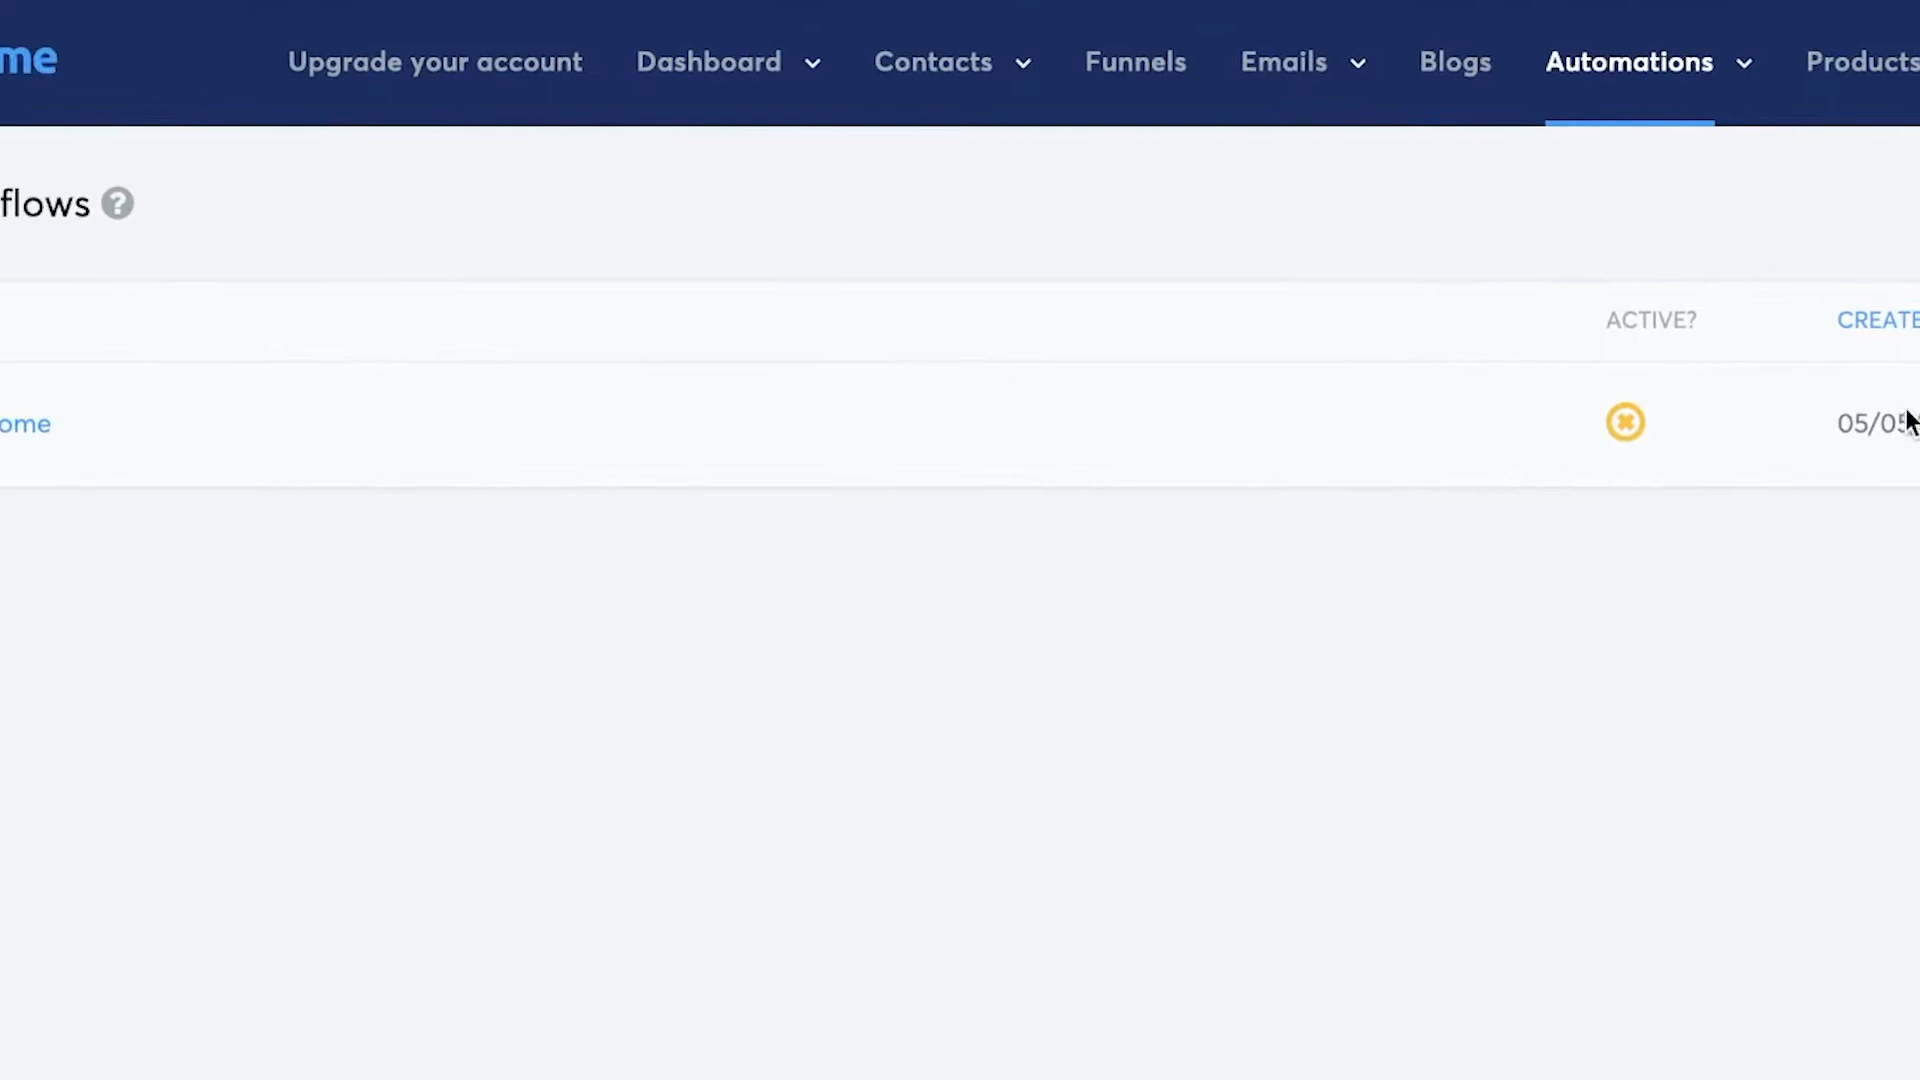 me Upgrade your account Dashboard Contacts Funnels Emails Blogs Automations Products
flows ?
ACTIVE? CREATE
ome 05/05